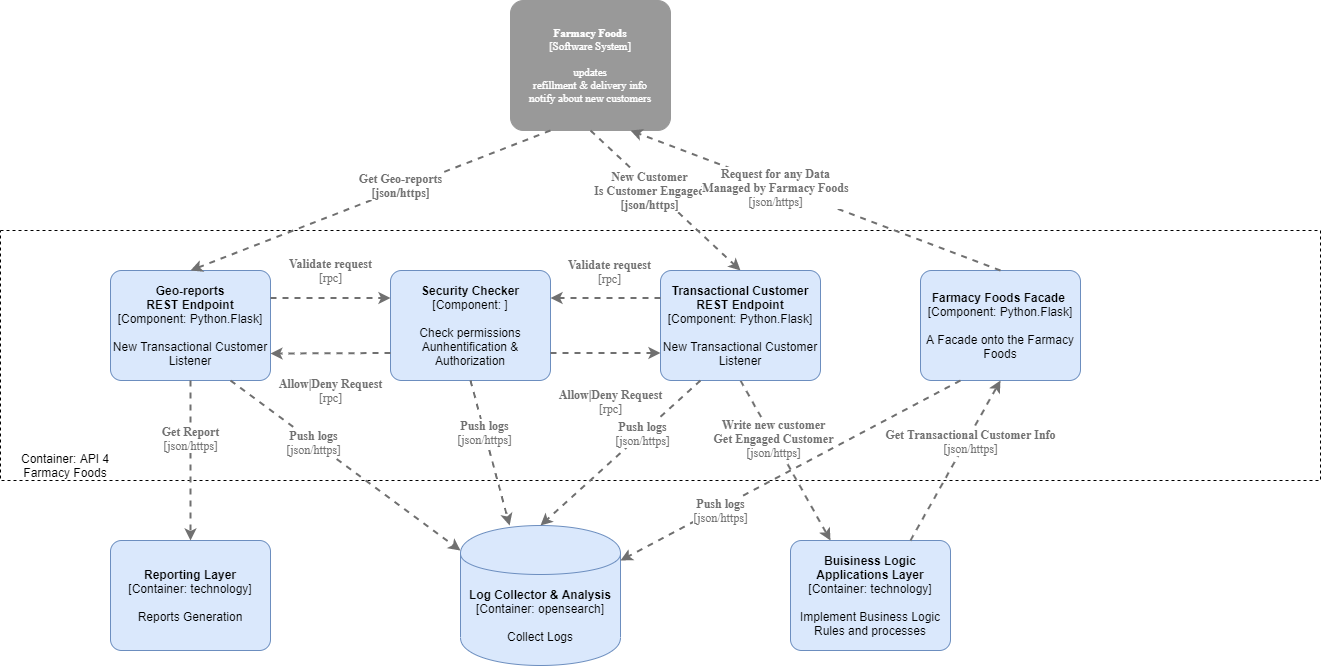 Farmacy Foods
[Software System]
updates
refillment & delivery info
notify about new customers
Get Geo-reports
[json/https]
New Customer
Is Customer Engaged
[json/https]
Request for any Data
Managed by Farmacy Foods
[json/https]
Geo-reports
REST Endpoint
[Component: Python.Flask]
New Transactional Customer
Listener
Validate request
[rpc]
Security Checker
[Component: ]
Check permissions
Aunhentification &
Authorization
Validate request
[rpc]
Transactional Customer
REST Endpoint
[Component: Python.Flask]
New Transactional Customer
Listener
Farmacy Foods Facade
[Component: Python.Flask]
A Facade onto the Farmacy
Foods
Allow|Deny Request
[rpc]
Allow|Deny Request
[rpc]
Get Report
[json/https]
Push logs
[json/https]
Push logs
[json/https]
Push logs
[json/https]
Write new customer
Get Engaged Customer
[json/https]
Get Transactional Customer Info
[json/https]
Container: API 4
Farmacy Foods
Push logs
[json/https]
Reporting Layer
[Container: technology]
Reports Generation
Log Collector & Analysis
[Container: opensearch]
Collect Logs
Buisiness Logic
Applications Layer
[Container: technology]
Implement Business Logic
Rules and processes